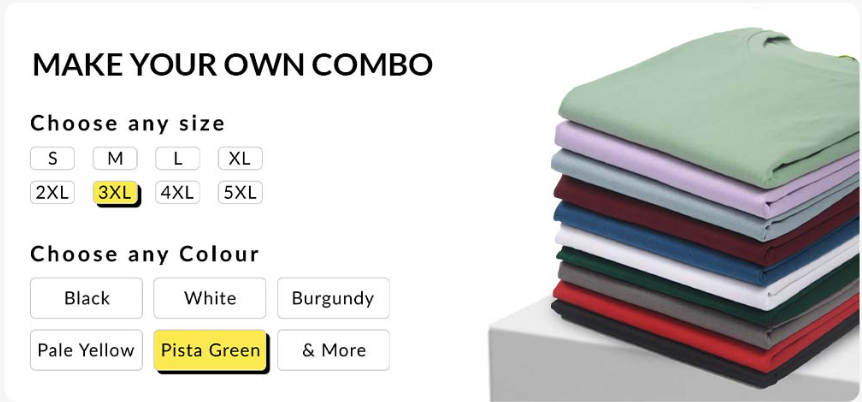 MAKE YOUR OWN COMBO
Choose any size
S M L XL
2XL 3XL 4XL 5XL
Choose any Colour
Black White Burgundy
Pale Yellow Pista Green & More